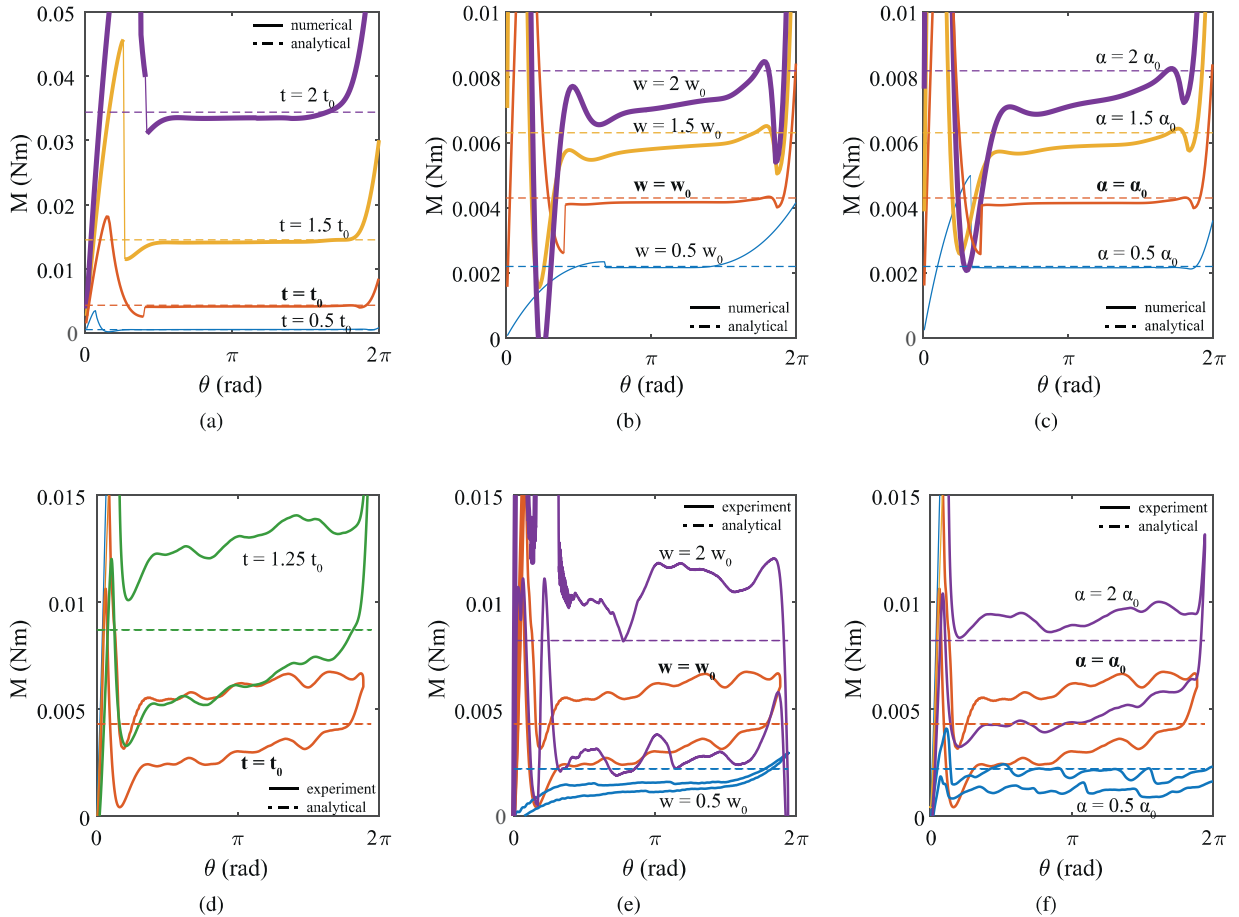 0.05
0.04
0.03
0.02
0.01
0
M (Nm)
numerical
analytical
t = 2 t0
t = 1.5 t0
t = t0
t = 0.5 t0
0
π
2π
θ (rad)
(a)
0.01
0.008
0.006
0.004
0.002
0
M (Nm)
w = 2 w0
w = 1.5 w0
w = w0
w = 0.5 w0
numerical
analytical
0
π
2π
θ (rad)
(b)
0.01
0.008
0.006
0.004
0.002
0
M (Nm)
α = 2 α0
α = 1.5 α0
α = α0
α = 0.5 α0
numerical
analytical
0
π
2π
θ (rad)
(c)
0.015
0.01
0.005
0
M (Nm)
t = 1.25 t0
t = t0
experiment
analytical
0
π
2π
θ (rad)
(d)
0.015
0.01
0.005
0
M (Nm)
experiment
analytical
w = 2 w0
w = w0
w = 0.5 w0
0
π
2π
θ (rad)
(e)
0.015
0.01
0.005
0
M (Nm)
experiment
analytical
α = 2 α0
α = α0
α = 0.5 α0
0
π
2π
θ (rad)
(f)